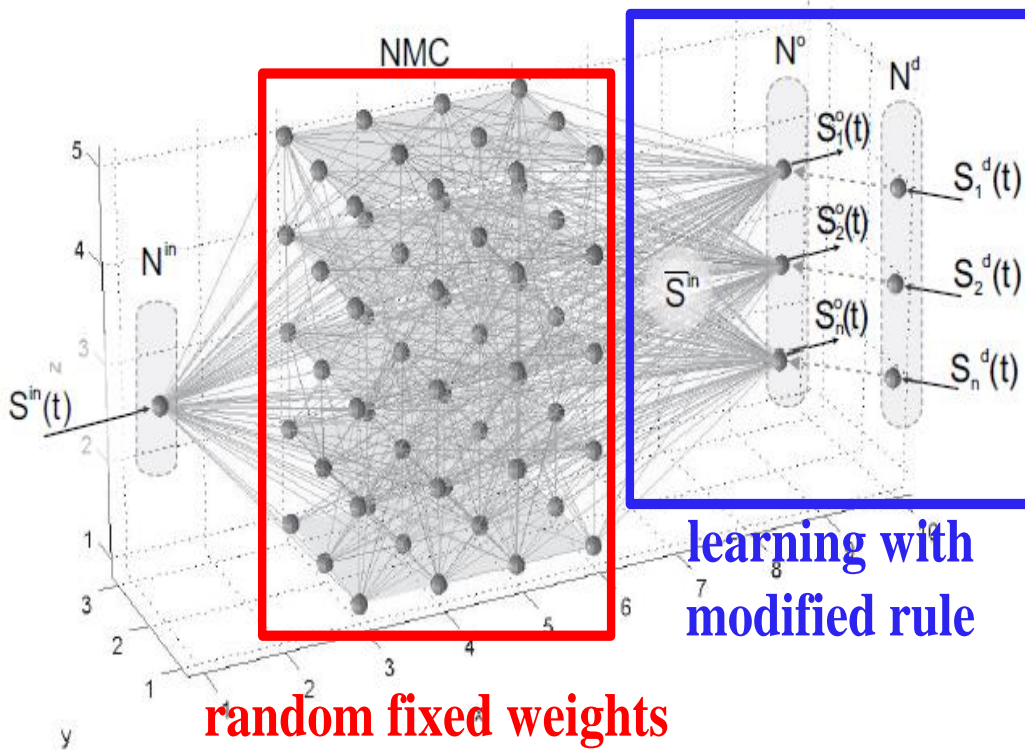 NMC
N^o
N^d
S_1^o(t)
S_1^d(t)
S_2^o(t)
S_2^d(t)
S_n^o(t)
S_n^d(t)
S̅^in
N^in
S^in(t)
5
4
3
2
1
z
3
2
1
y
2
3
4
5
6
7
8
learning with
modified rule
random fixed weights